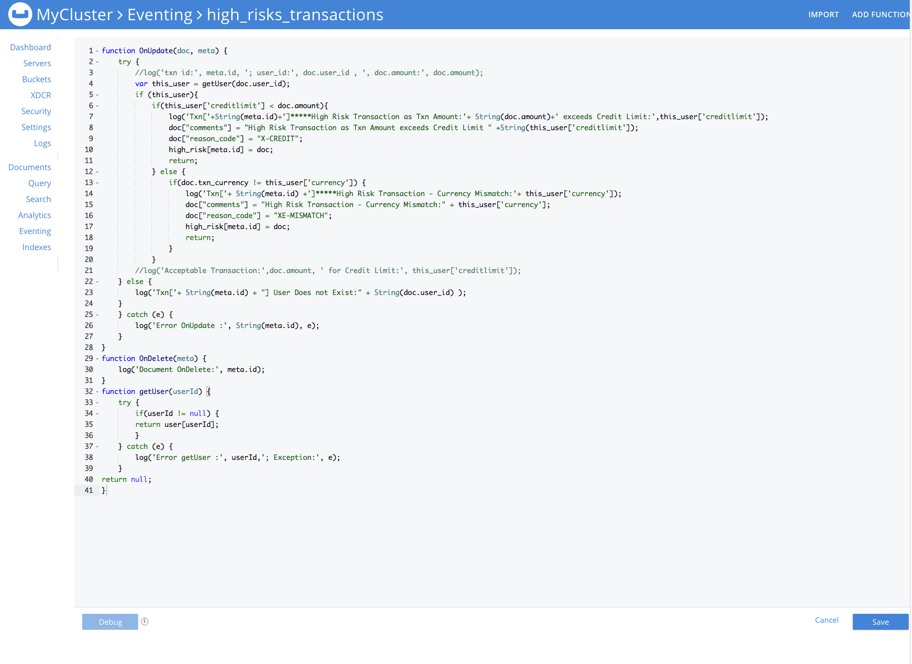 MyCluster > Eventing > high_risks_transactions
IMPORT
ADD FUNCTION
Dashboard
Servers
Buckets
XDCR
Security
Settings
Logs
Documents
Query
Search
Analytics
Eventing
Indexes
1 function OnUpdate(doc, meta) {
2 try {
3 //log('txn id:', meta.id, '; user_id:', doc.user_id , ', doc.amount:', doc.amount);
4 var this_user = getUser(doc.user_id);
5 if (this_user){
6 if(this_user['creditlimit'] < doc.amount){
7 log('Txn['+String(meta.id)+']*****High Risk Transaction as Txn Amount:'+ String(doc.amount)+' exceeds Credit Limit:',this_user['creditlimit']);
8 doc["comments"] = "High Risk Transaction as Txn Amount exceeds Credit Limit " +String(this_user['creditlimit']);
9 doc["reason_code"] = "X-CREDIT";
10 high_risk[meta.id] = doc;
11 return;
12 } else {
13 if(doc.txn_currency != this_user['currency']) {
14 log('Txn['+ String(meta.id) +']*****High Risk Transaction - Currency Mismatch:'+ this_user['currency']);
15 doc["comments"] = "High Risk Transaction - Currency Mismatch:" + this_user['currency'];
16 doc["reason_code"] = "XE-MISMATCH";
17 high_risk[meta.id] = doc;
18 return;
19 }
20 }
21 //log('Acceptable Transaction:',doc.amount, ' for Credit Limit:', this_user['creditlimit']);
22 } else {
23 log('Txn['+ String(meta.id) + "] User Does not Exist:" + String(doc.user_id) );
24 }
25 } catch (e) {
26 log('Error OnUpdate :', String(meta.id), e);
27 }
28 }
29 function OnDelete(meta) {
30 log('Document OnDelete:', meta.id);
31 }
32 function getUser(userId) {
33 try {
34 if(userId != null) {
35 return user[userId];
36 }
37 } catch (e) {
38 log('Error getUser :', userId,'; Exception:', e);
39 }
40 return null;
41 }
Debug
Cancel
Save